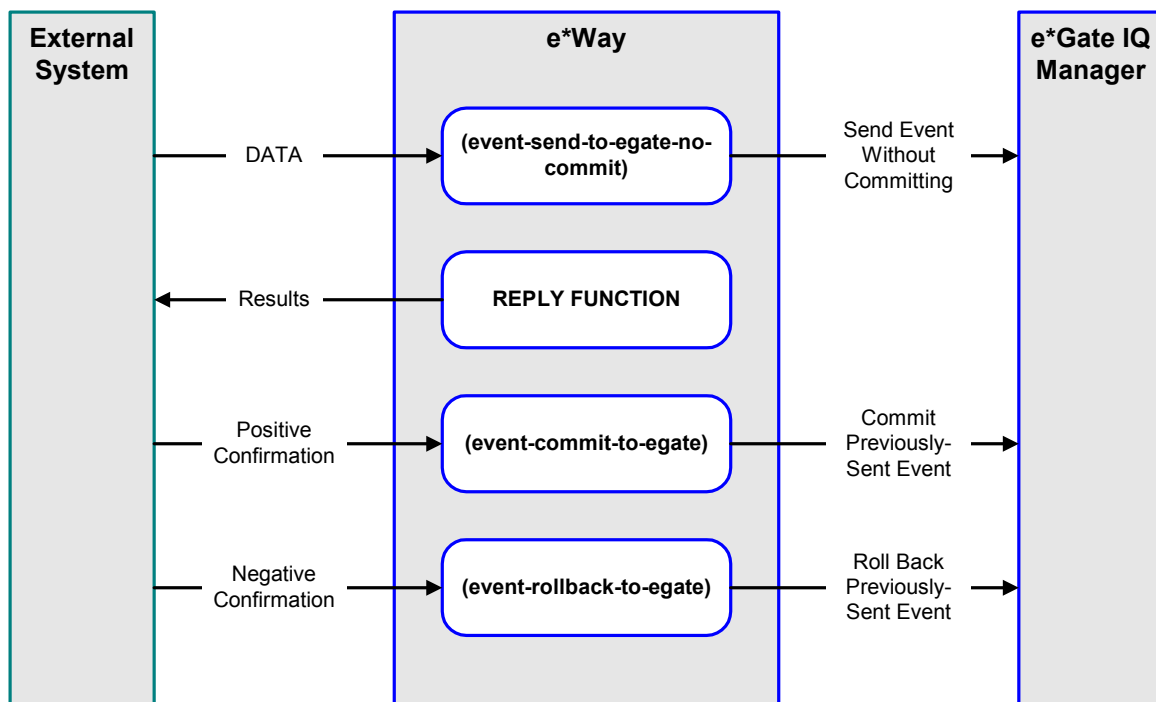 External
System
e*Way
e*Gate IQ
Manager
DATA
(event-send-to-egate-no-
commit)
Send Event
Without
Committing
Results
REPLY FUNCTION
Positive
Confirmation
(event-commit-to-egate)
Commit
Previously-
Sent Event
Negative
Confirmation
(event-rollback-to-egate)
Roll Back
Previously-
Sent Event